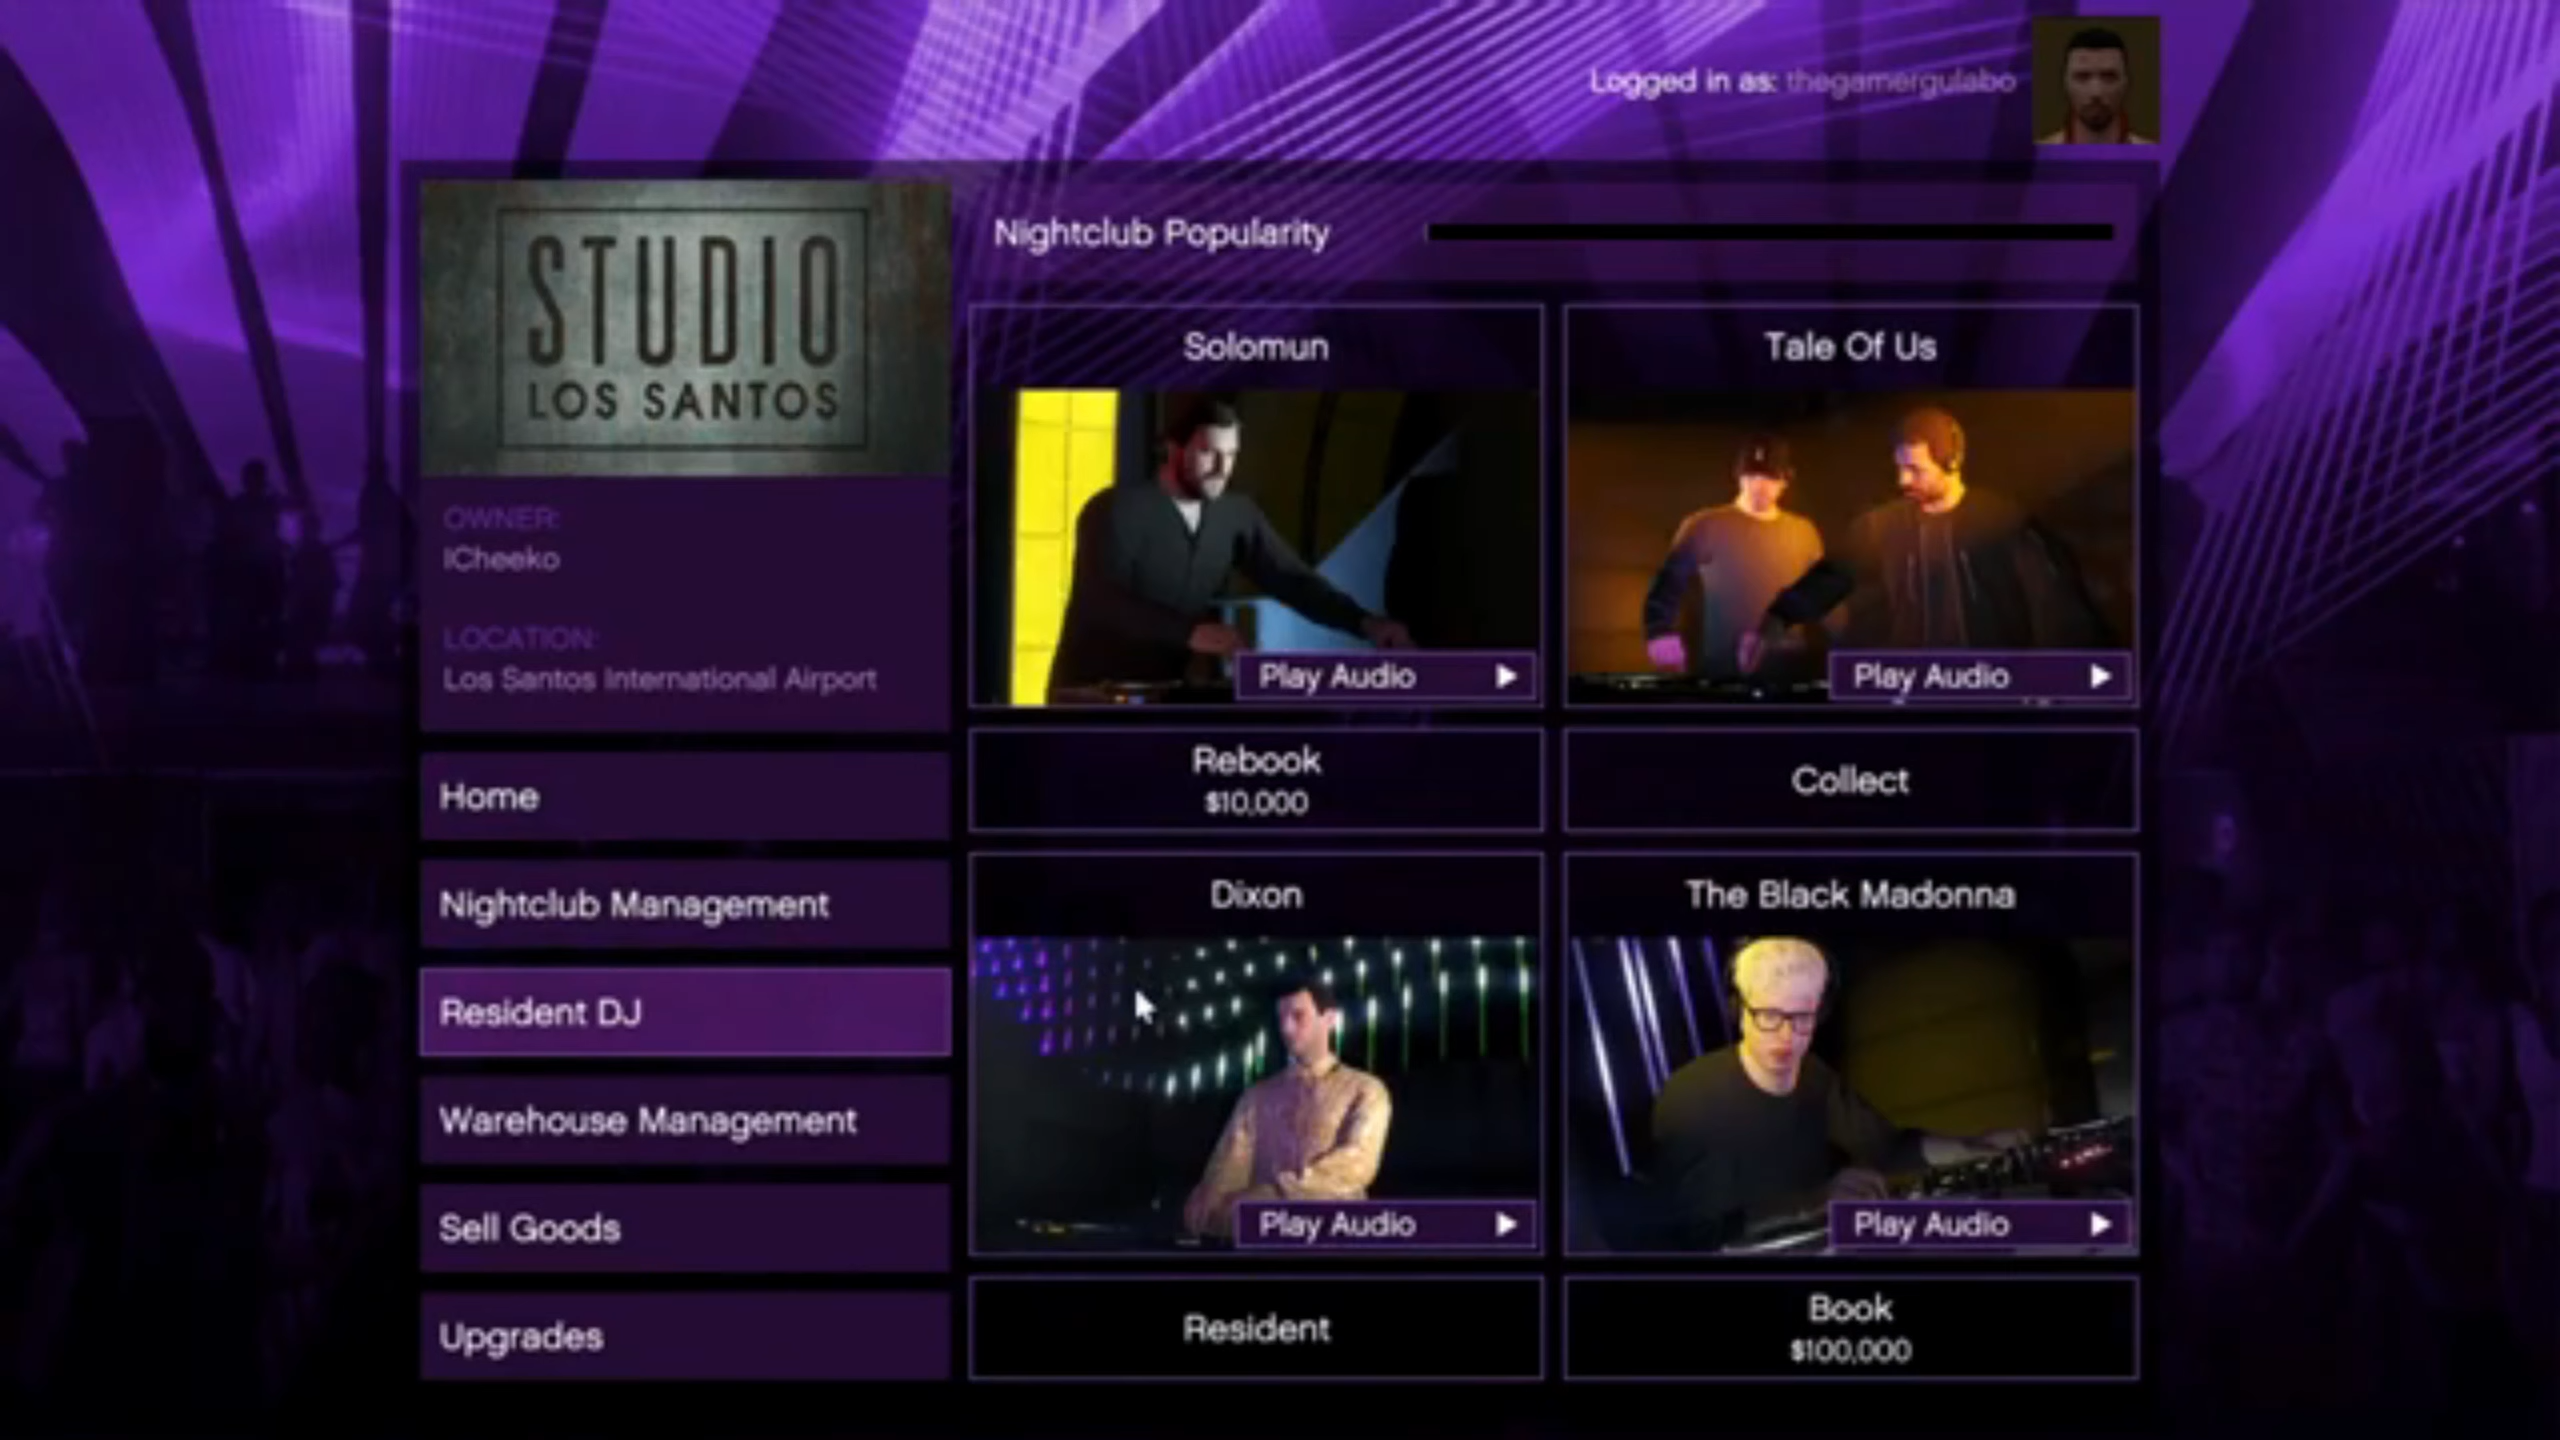 Logged in as: thegamergulabo
STUDIO
LOS SANTOS
OWNER:
ICheeko
LOCATION:
Los Santos International Airport
Home
Nightclub Management
Resident DJ
Warehouse Management
Sell Goods
Upgrades
Nightclub Popularity
Solomun
Play Audio
Rebook
$10,000
Tale Of Us
Play Audio
Collect
Dixon
Play Audio
Resident
The Black Madonna
Play Audio
Book
$100,000